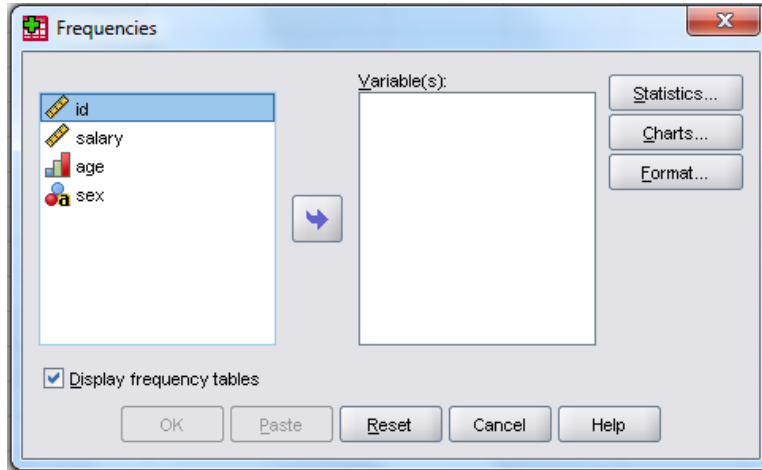 Frequencies
id
salary
age
sex
Variable(s):
Statistics...
Charts...
Format...
Display frequency tables
OK Paste Reset Cancel Help